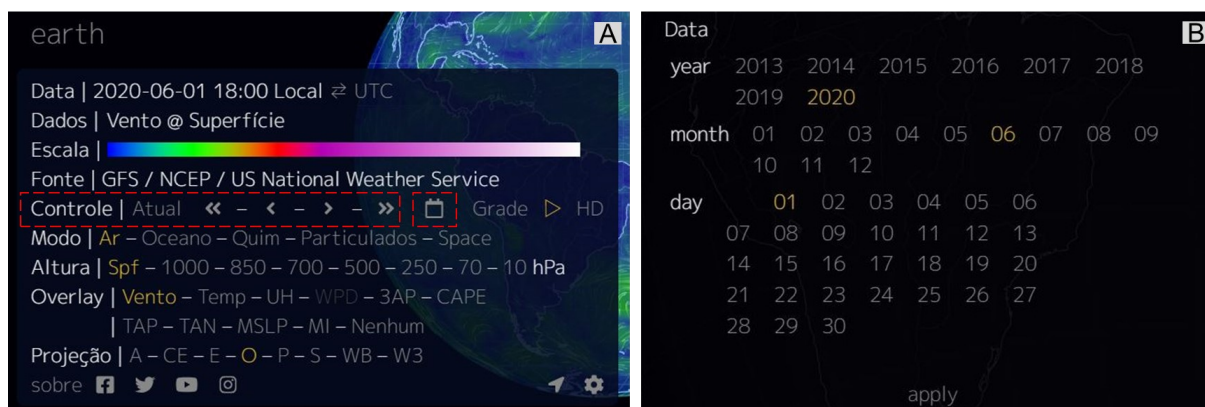 earth
A
Data | 2020-06-01 18:00 Local ⇄ UTC
Dados | Vento @ Superfície
Escala |
Fonte | GFS / NCEP / US National Weather Service
Controle | Atual « – ‹ – › – » Grade ▷ HD
Modo | Ar – Oceano – Quim – Particulados – Space
Altura | Spf – 1000 – 850 – 700 – 500 – 250 – 70 – 10 hPa
Overlay | Vento – Temp – UH – WPD – 3AP – CAPE
| TAP – TAN – MSLP – MI – Nenhum
Projeção | A – CE – E – O – P – S – WB – W3
sobre
B
Data
year 2013 2014 2015 2016 2017 2018
2019 2020
month 01 02 03 04 05 06 07 08 09
10 11 12
day 01 02 03 04 05 06
07 08 09 10 11 12 13
14 15 16 17 18 19 20
21 22 23 24 25 26 27
28 29 30
apply